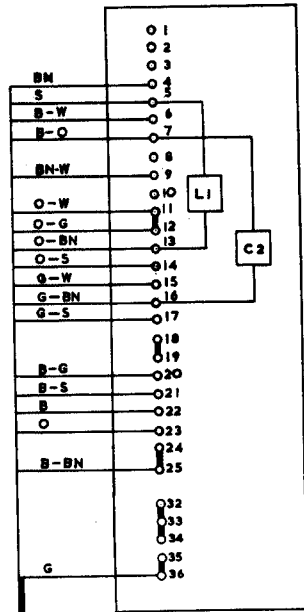 1
2
3
BN 4
S 5
B-W 6
B-O 7
8
BN-W 9
10
L1
O-W 11
O-G 12
O-BN 13
C2
O-S 14
G-W 15
G-BN 16
G-S 17
18
19
B-G 20
B-S 21
B 22
O 23
24
B-BN 25
32
33
34
35
G 36